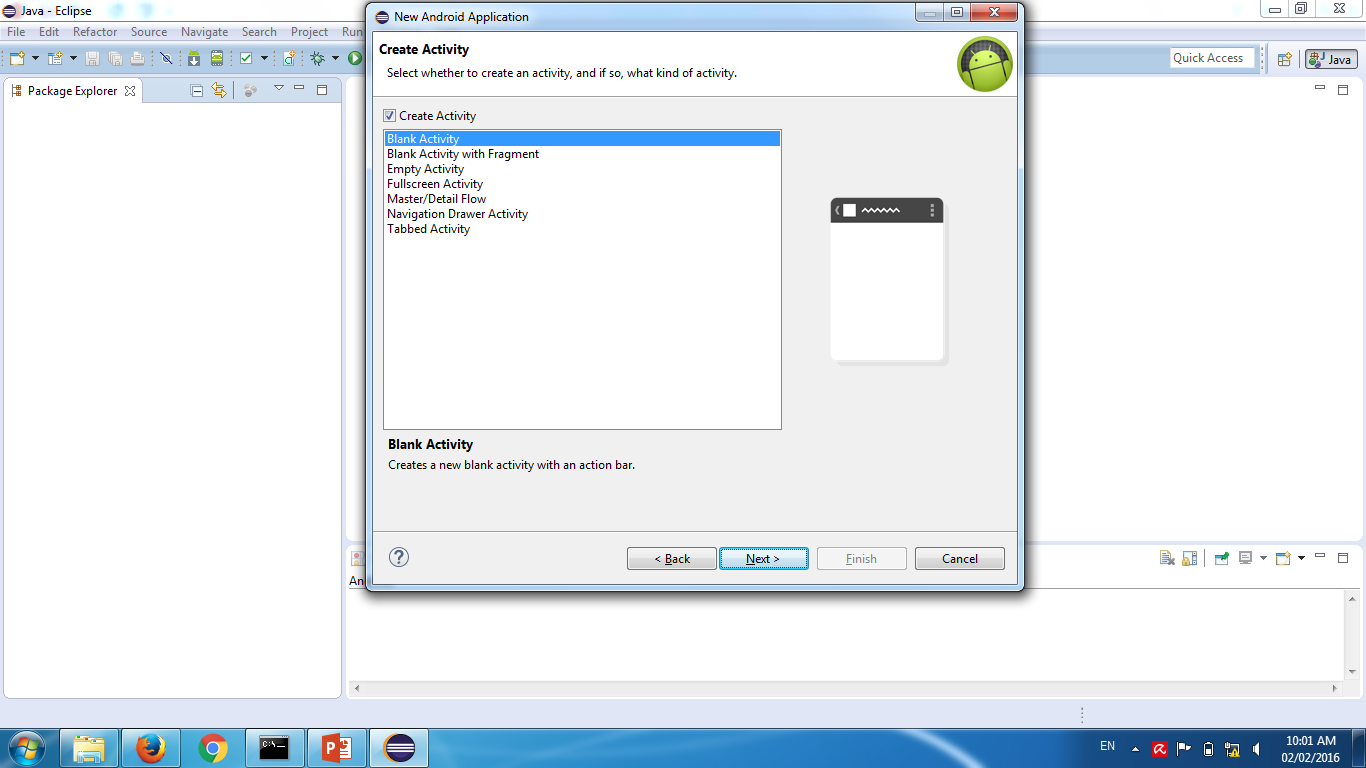 Java - Eclipse
File Edit Refactor Source Navigate Search Project Run
Quick Access
Java
Package Explorer
New Android Application
Create Activity
Select whether to create an activity, and if so, what kind of activity.
Create Activity
Blank Activity
Blank Activity with Fragment
Empty Activity
Fullscreen Activity
Master/Detail Flow
Navigation Drawer Activity
Tabbed Activity
Blank Activity
Creates a new blank activity with an action bar.
?
< Back Next > Finish Cancel
An
C:\
P
EN
10:01 AM
02/02/2016